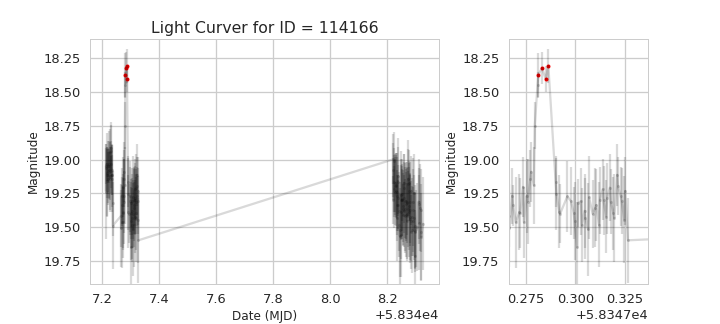 Light Curver for ID = 114166
Magnitude
18.25
18.50
18.75
19.00
19.25
19.50
19.75
7.2 7.4 7.6 7.8 8.0 8.2
Date (MJD)
+5.834e4
Magnitude
18.25
18.50
18.75
19.00
19.25
19.50
19.75
0.275 0.300 0.325
+5.8347e4